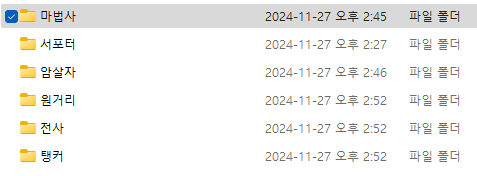 마법사 2024-11-27 오후 2:45 파일 폴더
서포터 2024-11-27 오후 2:27 파일 폴더
암살자 2024-11-27 오후 2:46 파일 폴더
원거리 2024-11-27 오후 2:52 파일 폴더
전사 2024-11-27 오후 2:52 파일 폴더
탱커 2024-11-27 오후 2:52 파일 폴더